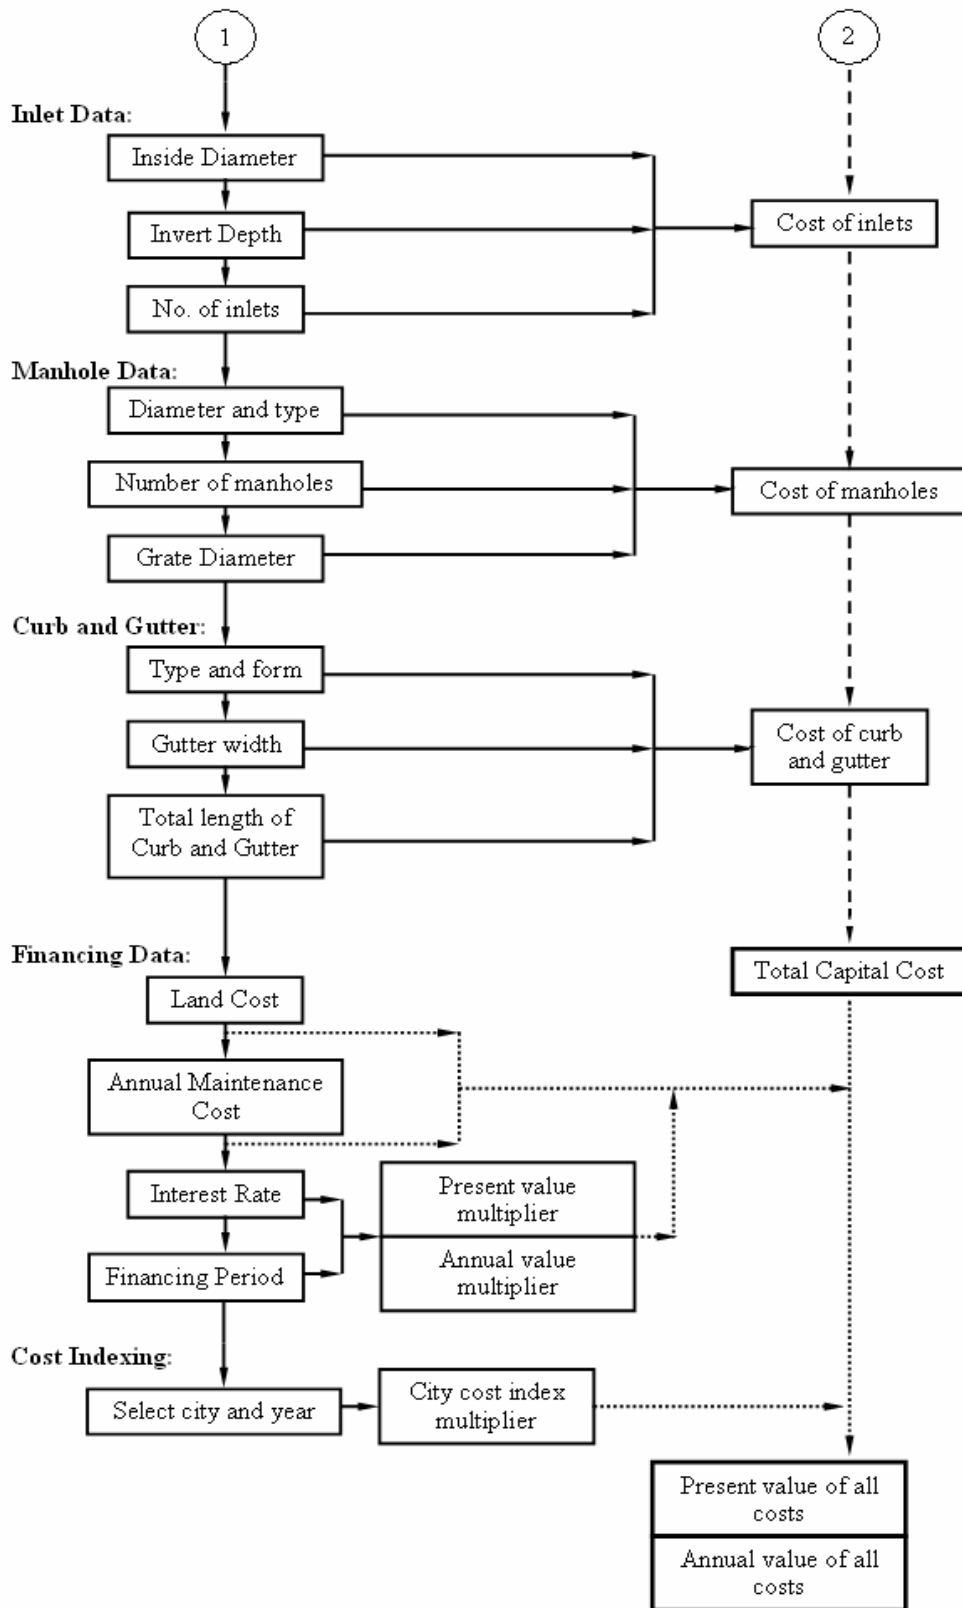 1
2
Inlet Data:
Inside Diameter
Invert Depth
Cost of inlets
No. of inlets
Manhole Data:
Diameter and type
Number of manholes
Cost of manholes
Grate Diameter
Curb and Gutter:
Type and form
Gutter width
Cost of curb
and gutter
Total length of
Curb and Gutter
Financing Data:
Total Capital Cost
Land Cost
Annual Maintenance
Cost
Interest Rate
Present value
multiplier
Financing Period
Annual value
multiplier
Cost Indexing:
Select city and year
City cost index
multiplier
Present value of all
costs
Annual value of all
costs